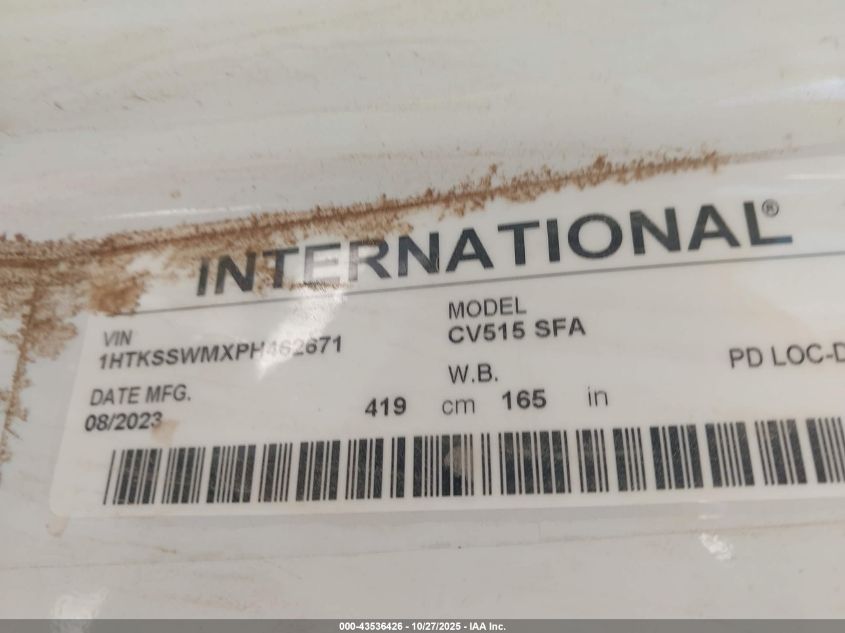 INTERNATIONAL®
VIN
1HTKSSWMXPH462671
MODEL
CV515 SFA
DATE MFG.
08/2023
W.B.
419 cm 165 in
PD LOC-D
000-43536426 - 10/27/2025 - IAA Inc.